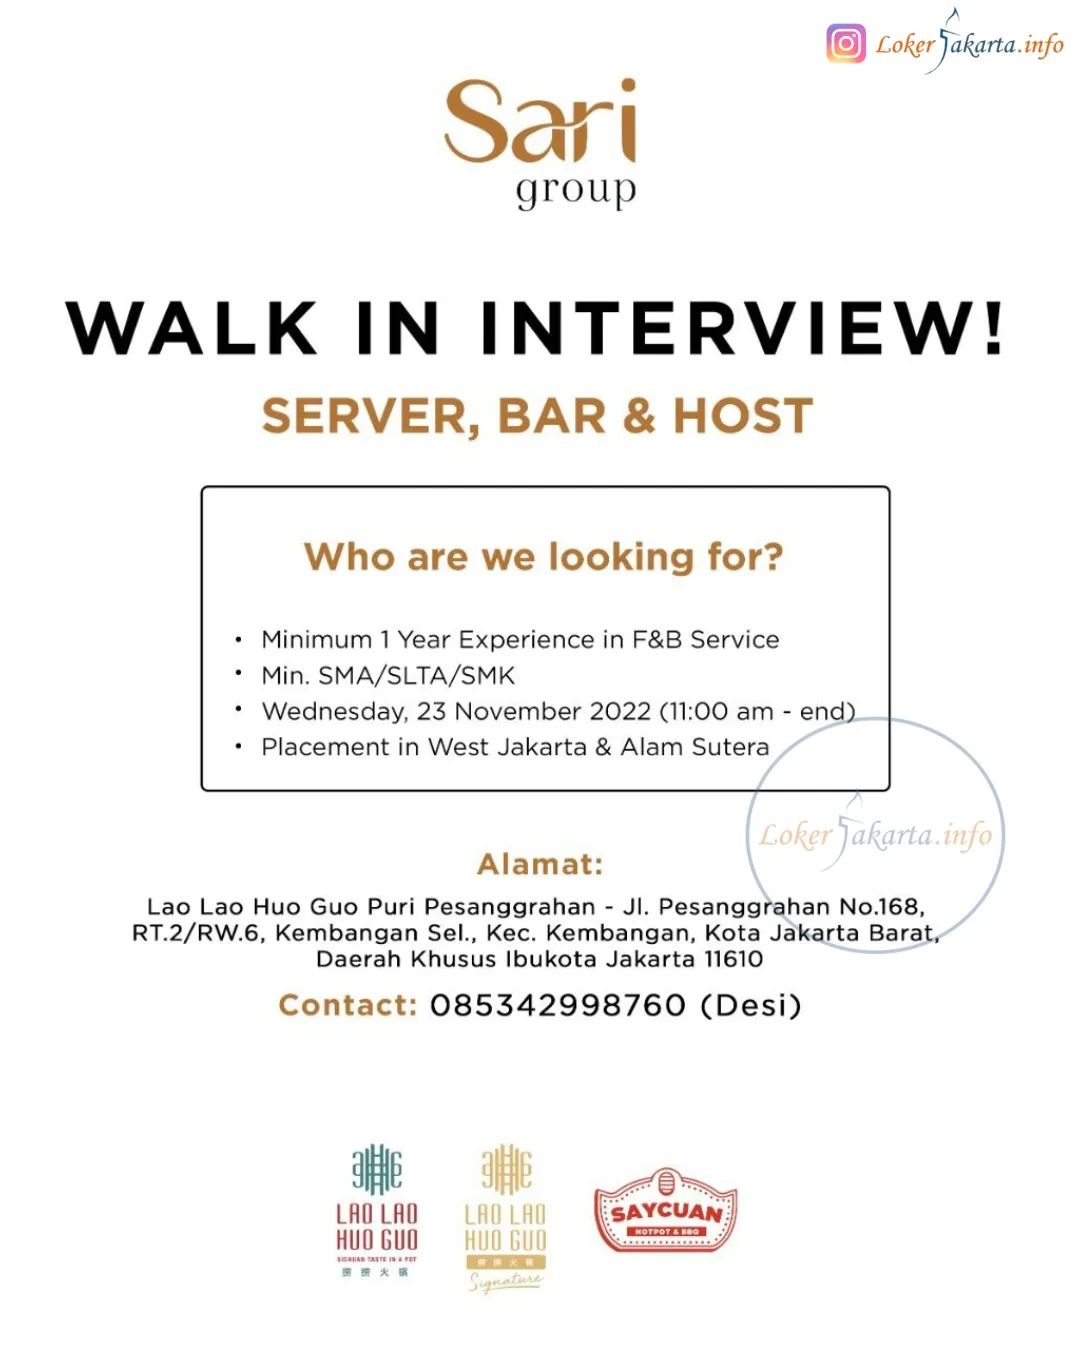 Loker Jakarta.info
Sari
group
WALK IN INTERVIEW!
SERVER, BAR & HOST
Who are we looking for?
• Minimum 1 Year Experience in F&B Service
• Min. SMA/SLTA/SMK
• Wednesday, 23 November 2022 (11:00 am - end)
• Placement in West Jakarta & Alam Sutera
Loker Jakarta.info
Alamat:
Lao Lao Huo Guo Puri Pesanggrahan - Jl. Pesanggrahan No.168,
RT.2/RW.6, Kembangan Sel., Kec. Kembangan, Kota Jakarta Barat,
Daerah Khusus Ibukota Jakarta 11610
Contact: 085342998760 (Desi)
LAO LAO
HUO GUO
SICHUAN TASTE IN A POT
捞捞火锅
LAO LAO
HUO GUO
捞捞火锅
Signature
SAYCUAN
HOTPOT & BBQ